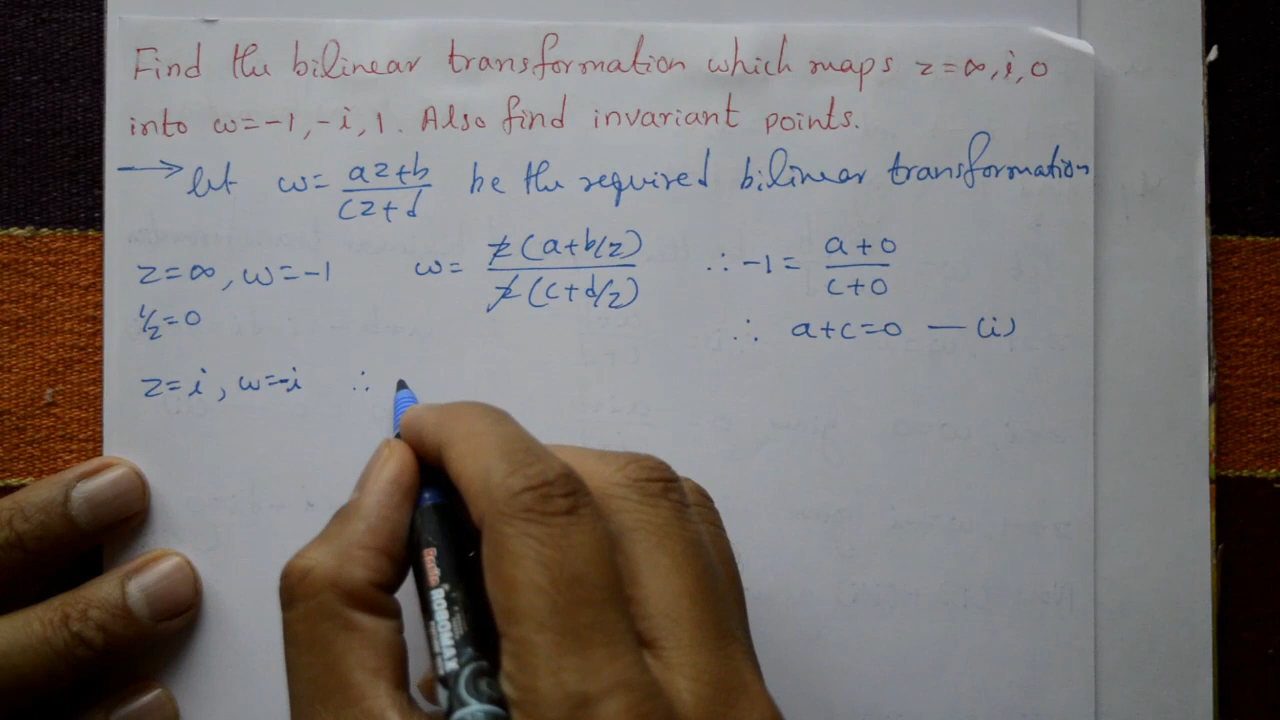 Find the bilinear transformation which maps z=∞,i,0
into ω=-1,-i,1. Also find invariant points.
→ let ω= az+b/cz+d be the required bilinear transformation
z=∞, ω=-1 ω= z(a+b/z)/z(c+d/z) ∴ -1= a+0/c+0
1/z=0 ∴ a+c=0 — (i)
z=i, ω=-i ∴
ROBOMAX